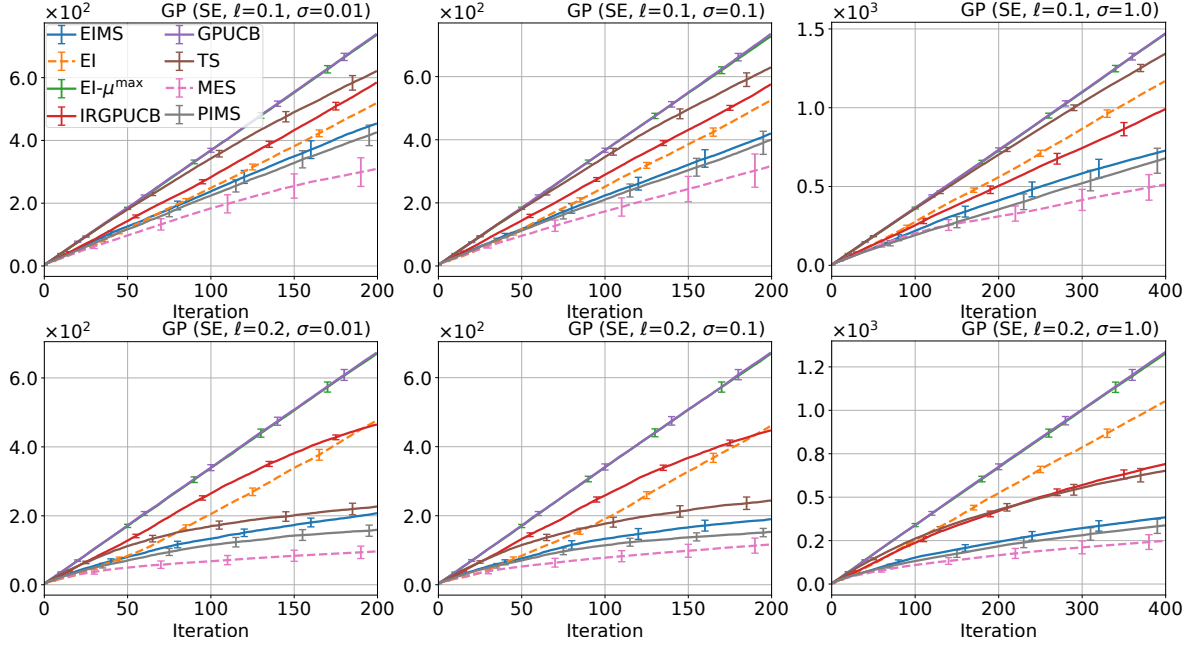 GP (SE, ℓ=0.1, σ=0.01)
×10²
EIMS
EI
EI-μᵐᵃˣ
IRGPUCB
GPUCB
TS
MES
PIMS
6.0
4.0
2.0
0.0
0 50 100 150 200
Iteration
GP (SE, ℓ=0.1, σ=0.1)
×10²
6.0
4.0
2.0
0.0
0 50 100 150 200
Iteration
GP (SE, ℓ=0.1, σ=1.0)
×10³
1.5
1.0
0.5
0.0
0 100 200 300 400
Iteration
GP (SE, ℓ=0.2, σ=0.01)
×10²
6.0
4.0
2.0
0.0
0 50 100 150 200
Iteration
GP (SE, ℓ=0.2, σ=0.1)
×10²
6.0
4.0
2.0
0.0
0 50 100 150 200
Iteration
GP (SE, ℓ=0.2, σ=1.0)
×10³
1.2
1.0
0.8
0.5
0.2
0.0
0 100 200 300 400
Iteration